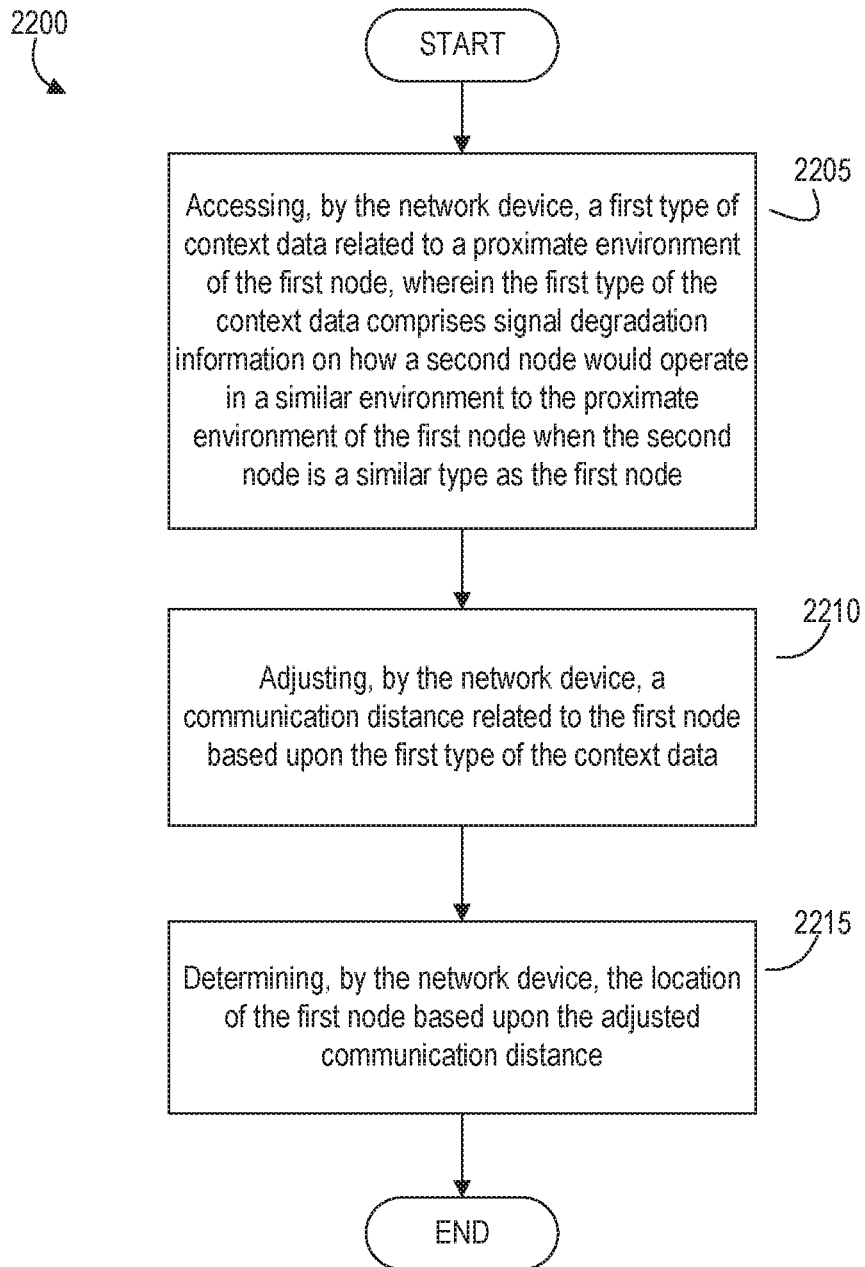 2200
START
2205
Accessing, by the network device, a first type of
context data related to a proximate environment
of the first node, wherein the first type of the
context data comprises signal degradation
information on how a second node would operate
in a similar environment to the proximate
environment of the first node when the second
node is a similar type as the first node
2210
Adjusting, by the network device, a
communication distance related to the first node
based upon the first type of the context data
2215
Determining, by the network device, the location
of the first node based upon the adjusted
communication distance
END